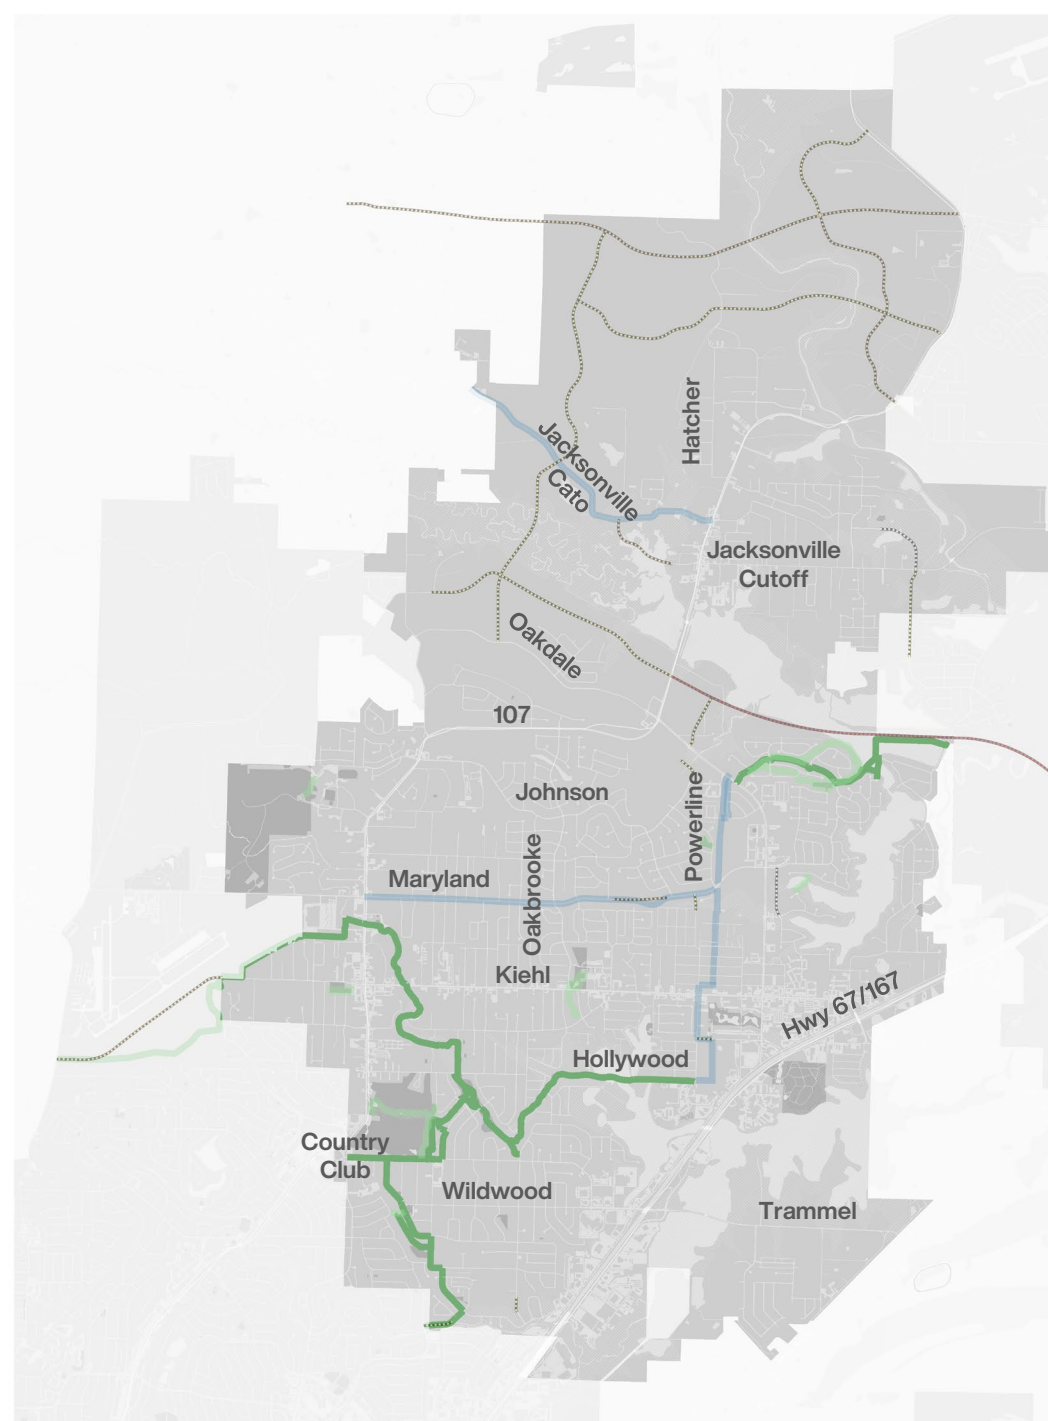 Hatcher
Jacksonville
Cato
Jacksonville
Cutoff
Oakdale
107
Johnson
Powerline
Oakbrooke
Maryland
Kiehl
Hwy 67/167
Hollywood
Country
Club
Wildwood
Trammel